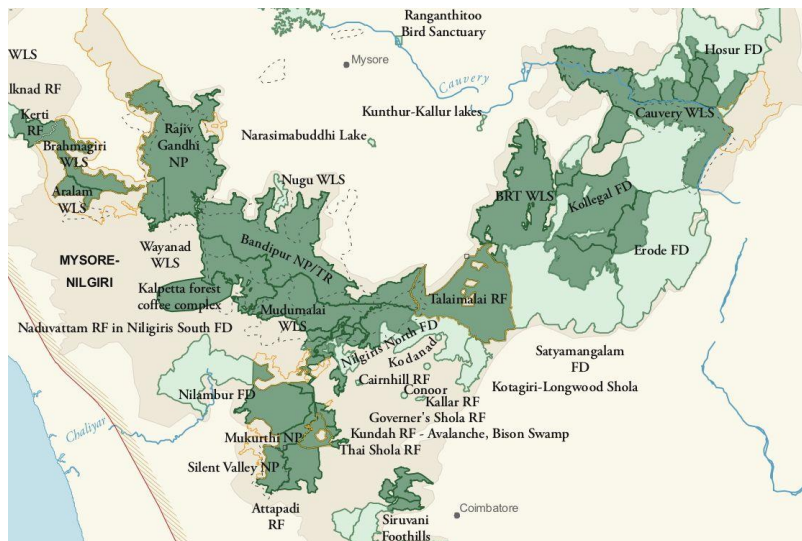 Ranganthitoo
Bird Sanctuary
Hosur FD
WLS
Mysore
Cauvery
lknad RF
Kerti
RF
Rajiv
Gandhi
NP
Kunthur-Kallur lakes
Cauvery WLS
Narasimabuddhi Lake
Brahmagiri
WLS
Nugu WLS
Aralam
WLS
BRT WLS
Kollegal FD
Wayanad
WLS
Bandipur NP/TR
Erode FD
MYSORE-
NILGIRI
Kalpetta forest
coffee complex
Talaimalai RF
Mudumalai
WLS
Naduvattam RF in Niligiris South FD
Nilgiris North FD
Kodanad
Satyamangalam
FD
Cairnhill RF
Kotagiri-Longwood Shola
Nilambur FD
Conoor
Kallar RF
Governer's Shola RF
Chaliyar
Mukurthi NP
Kundah RF - Avalanche, Bison Swamp
Thai Shola RF
Silent Valley NP
Attapadi
RF
Coimbatore
Siruvani
Foothills